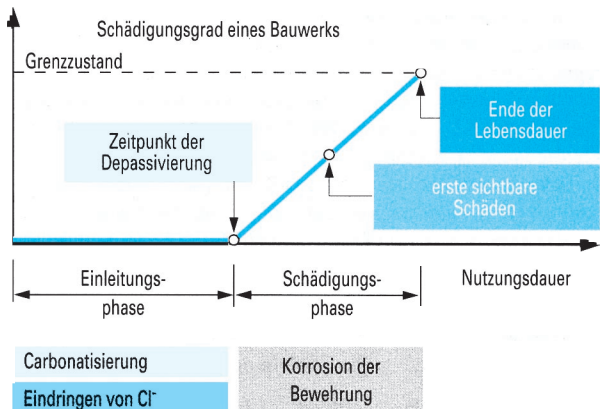 Schädigungsgrad eines Bauwerks
Grenzzustand
Zeitpunkt der
Depassivierung
Ende der
Lebensdauer
erste sichtbare
Schäden
Einleitungs-
phase
Schädigungs-
phase
Nutzungsdauer
Carbonatisierung
Eindringen von Cl⁻
Korrosion der
Bewehrung